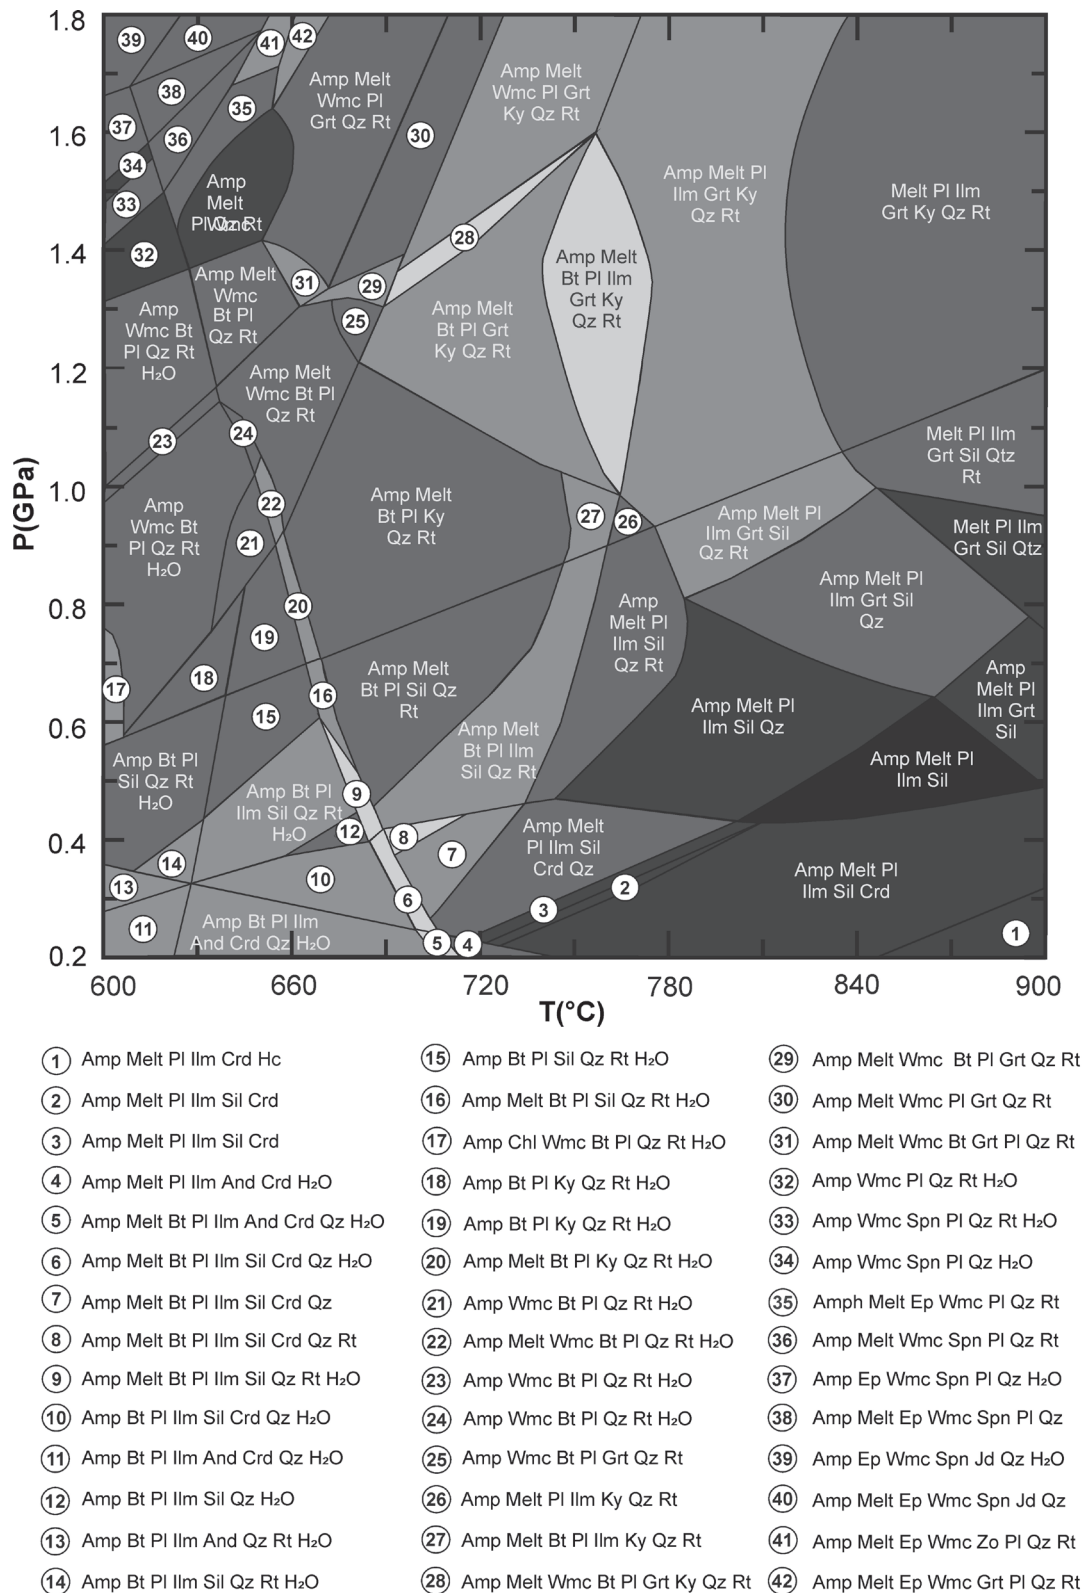 1.8
39
40
41
42
Amp Melt
Wmc Pl
Grt Qz Rt
Amp Melt
Wmc Pl Grt
Ky Qz Rt
38
35
37
36
30
1.6
34
33
Amp
Melt
Wmc
Pl Qz Rt
Amp Melt Pl
Ilm Grt Ky
Qz Rt
Melt Pl Ilm
Grt Ky Qz Rt
28
1.4
32
Amp Melt
Wmc
Bt Pl
Qz Rt
31
29
25
Amp Melt
Bt Pl Ilm
Grt Ky
Qz Rt
Amp
Wmc Bt
Pl Qz Rt
H₂O
Amp Melt
Bt Pl Grt
Ky Qz Rt
1.2
Amp Melt
Wmc Bt Pl
Qz Rt
23
24
Melt Pl Ilm
Grt Sil Qtz
Rt
P(GPa)
1.0
Amp
Wmc Bt
Pl Qz Rt
H₂O
22
21
Amp Melt
Bt Pl Ky
Qz Rt
27
26
Amp Melt Pl
Ilm Grt Sil
Qz Rt
Melt Pl Ilm
Grt Sil Qtz
0.8
20
19
Amp
Melt Pl
Ilm Sil
Qz Rt
Amp Melt Pl
Ilm Grt Sil
Qz
17
18
16
15
Amp Melt
Bt Pl Sil Qz
Rt
Amp Melt Pl
Ilm Sil Qz
Amp
Melt Pl
Ilm Grt
Sil
0.6
Amp Bt Pl
Sil Qz Rt
H₂O
Amp Melt
Bt Pl Ilm
Sil Qz Rt
Amp Melt Pl
Ilm Sil
Amp Bt Pl
Ilm Sil Qz Rt
H₂O
9
12
8
7
0.4
14
13
10
Amp Melt
Pl Ilm Sil
Crd Qz
Amp Melt Pl
Ilm Sil Crd
2
3
6
11
Amp Bt Pl Ilm
And Crd Qz H₂O
5
4
1
0.2
600
660
720
780
840
900
T(°C)
1 Amp Melt Pl Ilm Crd Hc
2 Amp Melt Pl Ilm Sil Crd
3 Amp Melt Pl Ilm Sil Crd
4 Amp Melt Pl Ilm And Crd H₂O
5 Amp Melt Bt Pl Ilm And Crd Qz H₂O
6 Amp Melt Bt Pl Ilm Sil Crd Qz H₂O
7 Amp Melt Bt Pl Ilm Sil Crd Qz
8 Amp Melt Bt Pl Ilm Sil Crd Qz Rt
9 Amp Melt Bt Pl Ilm Sil Qz Rt H₂O
10 Amp Bt Pl Ilm Sil Crd Qz H₂O
11 Amp Bt Pl Ilm And Crd Qz H₂O
12 Amp Bt Pl Ilm Sil Qz H₂O
13 Amp Bt Pl Ilm And Qz Rt H₂O
14 Amp Bt Pl Ilm Sil Qz Rt H₂O
15 Amp Bt Pl Sil Qz Rt H₂O
16 Amp Melt Bt Pl Sil Qz Rt H₂O
17 Amp Chl Wmc Bt Pl Qz Rt H₂O
18 Amp Bt Pl Ky Qz Rt H₂O
19 Amp Bt Pl Ky Qz Rt H₂O
20 Amp Melt Bt Pl Ky Qz Rt H₂O
21 Amp Wmc Bt Pl Qz Rt H₂O
22 Amp Melt Wmc Bt Pl Qz Rt H₂O
23 Amp Wmc Bt Pl Qz Rt H₂O
24 Amp Wmc Bt Pl Qz Rt H₂O
25 Amp Wmc Bt Pl Grt Qz Rt
26 Amp Melt Pl Ilm Ky Qz Rt
27 Amp Melt Bt Pl Ilm Ky Qz Rt
28 Amp Melt Wmc Bt Pl Grt Ky Qz Rt
29 Amp Melt Wmc Bt Pl Grt Qz Rt
30 Amp Melt Wmc Pl Grt Qz Rt
31 Amp Melt Wmc Bt Grt Pl Qz Rt
32 Amp Wmc Pl Qz Rt H₂O
33 Amp Wmc Spn Pl Qz Rt H₂O
34 Amp Wmc Spn Pl Qz H₂O
35 Amph Melt Ep Wmc Pl Qz Rt
36 Amp Melt Wmc Spn Pl Qz Rt
37 Amp Ep Wmc Spn Pl Qz H₂O
38 Amp Melt Ep Wmc Spn Pl Qz
39 Amp Ep Wmc Spn Jd Qz H₂O
40 Amp Melt Ep Wmc Spn Jd Qz
41 Amp Melt Ep Wmc Zo Pl Qz Rt
42 Amp Melt Ep Wmc Grt Pl Qz Rt